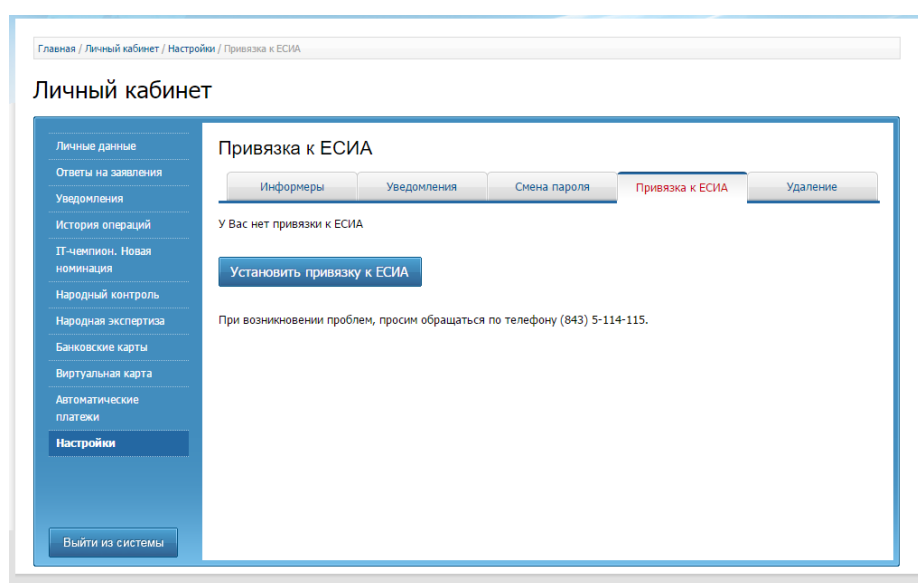 Главная / Личный кабинет / Настройки / Привязка к ЕСИА
Личный кабинет
Личные данные
Ответы на заявления
Уведомления
История операций
IT-чемпион. Новая
номинация
Народный контроль
Народная экспертиза
Банковские карты
Виртуальная карта
Автоматические
платежи
Настройки
Выйти из системы
Привязка к ЕСИА
Информеры
Уведомления
Смена пароля
Привязка к ЕСИА
Удаление
У Вас нет привязки к ЕСИА
Установить привязку к ЕСИА
При возникновении проблем, просим обращаться по телефону (843) 5-114-115.